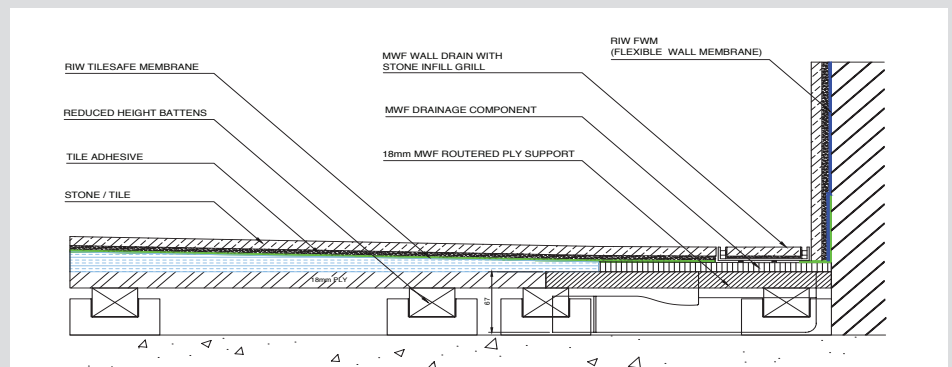 RIW FWM
(FLEXIBLE WALL MEMBRANE)
MWF WALL DRAIN WITH
STONE INFILL GRILL
RIW TILESAFE MEMBRANE
REDUCED HEIGHT BATTENS
MWF DRAINAGE COMPONENT
TILE ADHESIVE
18mm MWF ROUTERED PLY SUPPORT
STONE / TILE
18mm PLY
67